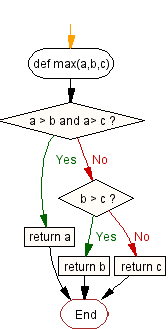 def max(a,b,c)
a > b and a> c ?
Yes
No
b > c ?
Yes
No
return a
return b
return c
End